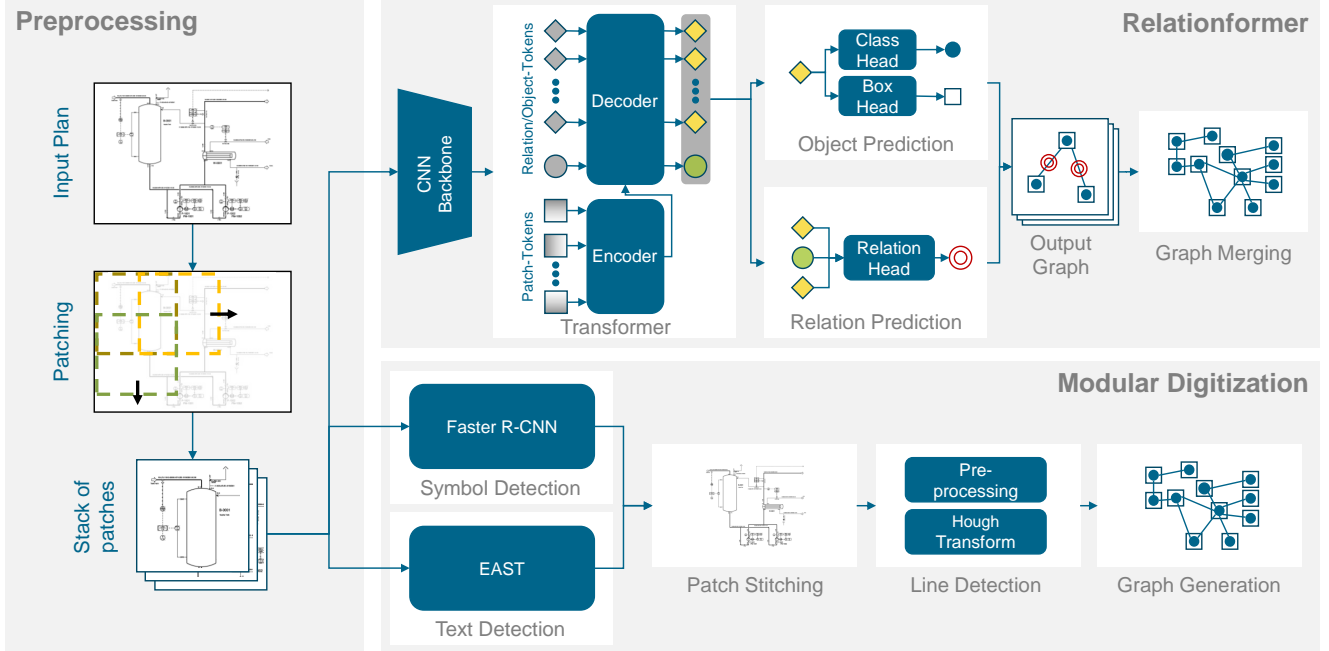 Preprocessing
Input Plan
Patching
Stack of
patches
Relationformer
CNN
Backbone
Relation/Object-Tokens
Decoder
Patch-Tokens
Encoder
Transformer
Class
Head
Box
Head
Object Prediction
Relation
Head
Relation Prediction
Output
Graph
Graph Merging
Modular Digitization
Faster R-CNN
Symbol Detection
EAST
Text Detection
Patch Stitching
Pre-
processing
Hough
Transform
Line Detection
Graph Generation